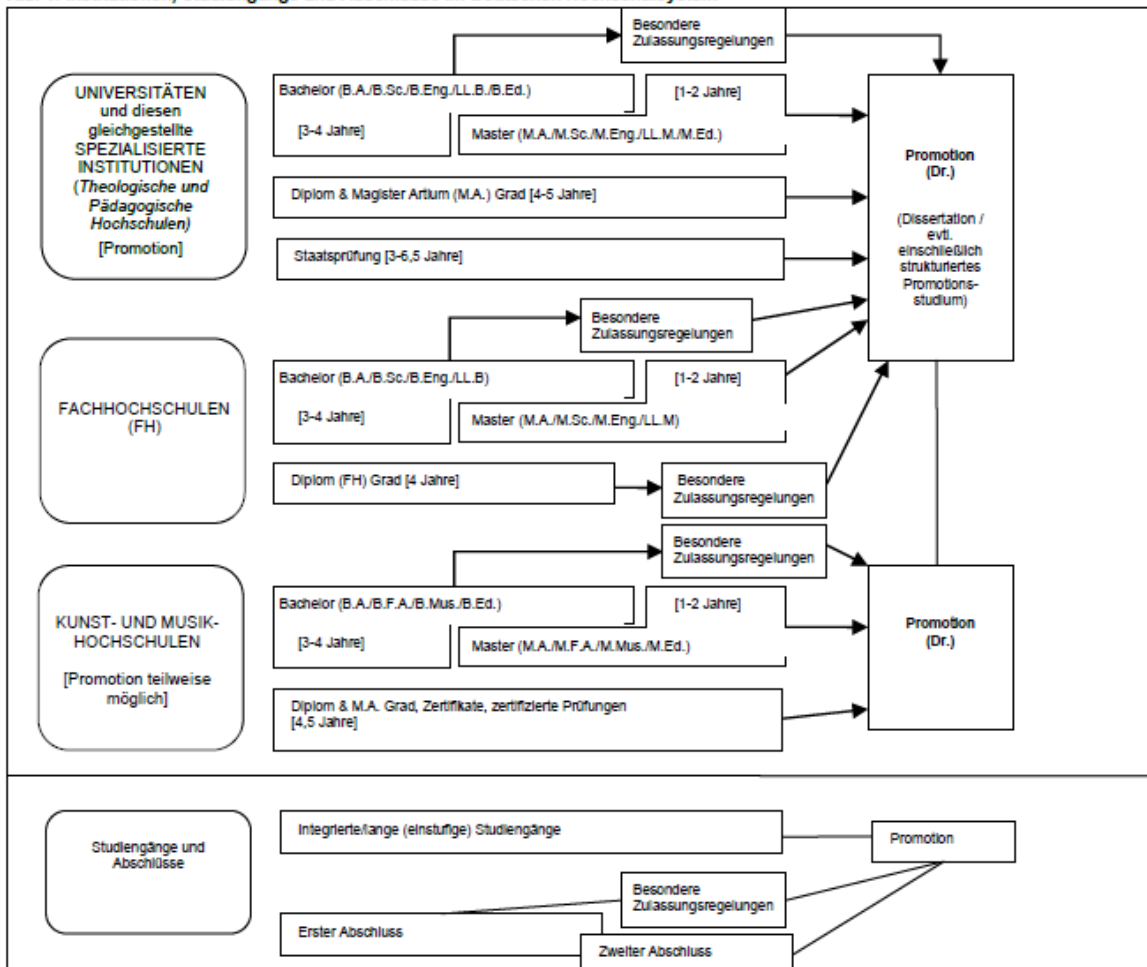 Besondere
Zulassungsregelungen
UNIVERSITÄTEN
und diesen
gleichgestellte
SPEZIALISIERTE
INSTITUTIONEN
(Theologische und
Pädagogische
Hochschulen)
[Promotion]
Bachelor (B.A./B.Sc./B.Eng./LL.B./B.Ed.)
[3-4 Jahre]
[1-2 Jahre]
Master (M.A./M.Sc./M.Eng./LL.M./M.Ed.)
Diplom & Magister Artium (M.A.) Grad [4-5 Jahre]
Staatsprüfung [3-6,5 Jahre]
Promotion
(Dr.)
(Dissertation /
evtl.
einschließlich
strukturiertes
Promotions-
studium)
FACHHOCHSCHULEN
(FH)
Besondere
Zulassungsregelungen
Bachelor (B.A./B.Sc./B.Eng./LL.B)
[3-4 Jahre]
[1-2 Jahre]
Master (M.A./M.Sc./M.Eng./LL.M)
Diplom (FH) Grad [4 Jahre]
Besondere
Zulassungsregelungen
KUNST- UND MUSIK-
HOCHSCHULEN
[Promotion teilweise
möglich]
Besondere
Zulassungsregelungen
Bachelor (B.A./B.F.A./B.Mus./B.Ed.)
[3-4 Jahre]
[1-2 Jahre]
Master (M.A./M.F.A./M.Mus./M.Ed.)
Diplom & M.A. Grad, Zertifikate, zertifizierte Prüfungen
[4,5 Jahre]
Promotion
(Dr.)
Studiengänge und
Abschlüsse
Integrierte/lange (einstufige) Studiengänge
Promotion
Besondere
Zulassungsregelungen
Erster Abschluss
Zweiter Abschluss